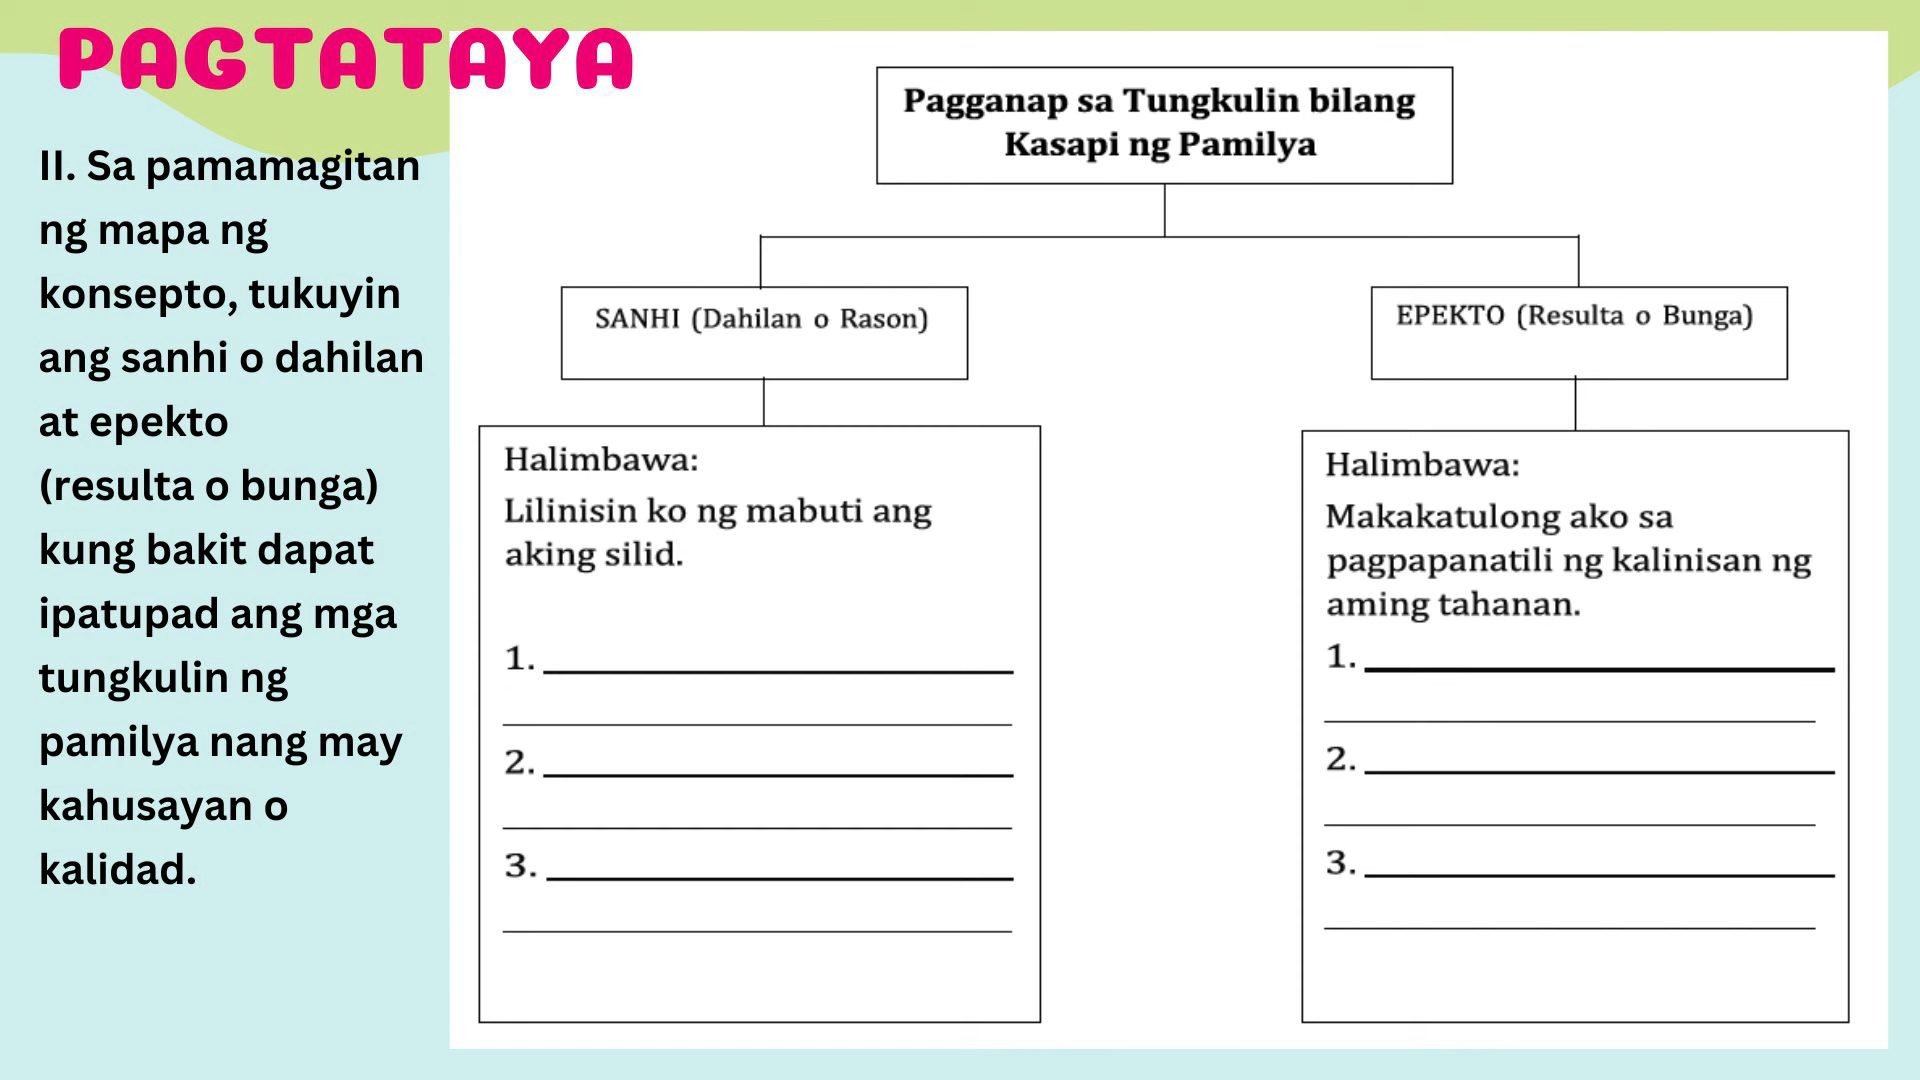 PAGTATAYA
II. Sa pamamagitan
ng mapa ng
konsepto, tukuyin
ang sanhi o dahilan
at epekto
(resulta o bunga)
kung bakit dapat
ipatupad ang mga
tungkulin ng
pamilya nang may
kahusayan o
kalidad.
Pagganap sa Tungkulin bilang
Kasapi ng Pamilya
SANHI (Dahilan o Rason)
Halimbawa:
Lilinisin ko ng mabuti ang
aking silid.
1.
2.
3.
EPEKTO (Resulta o Bunga)
Halimbawa:
Makakatulong ako sa
pagpapanatili ng kalinisan ng
aming tahanan.
1.
2.
3.